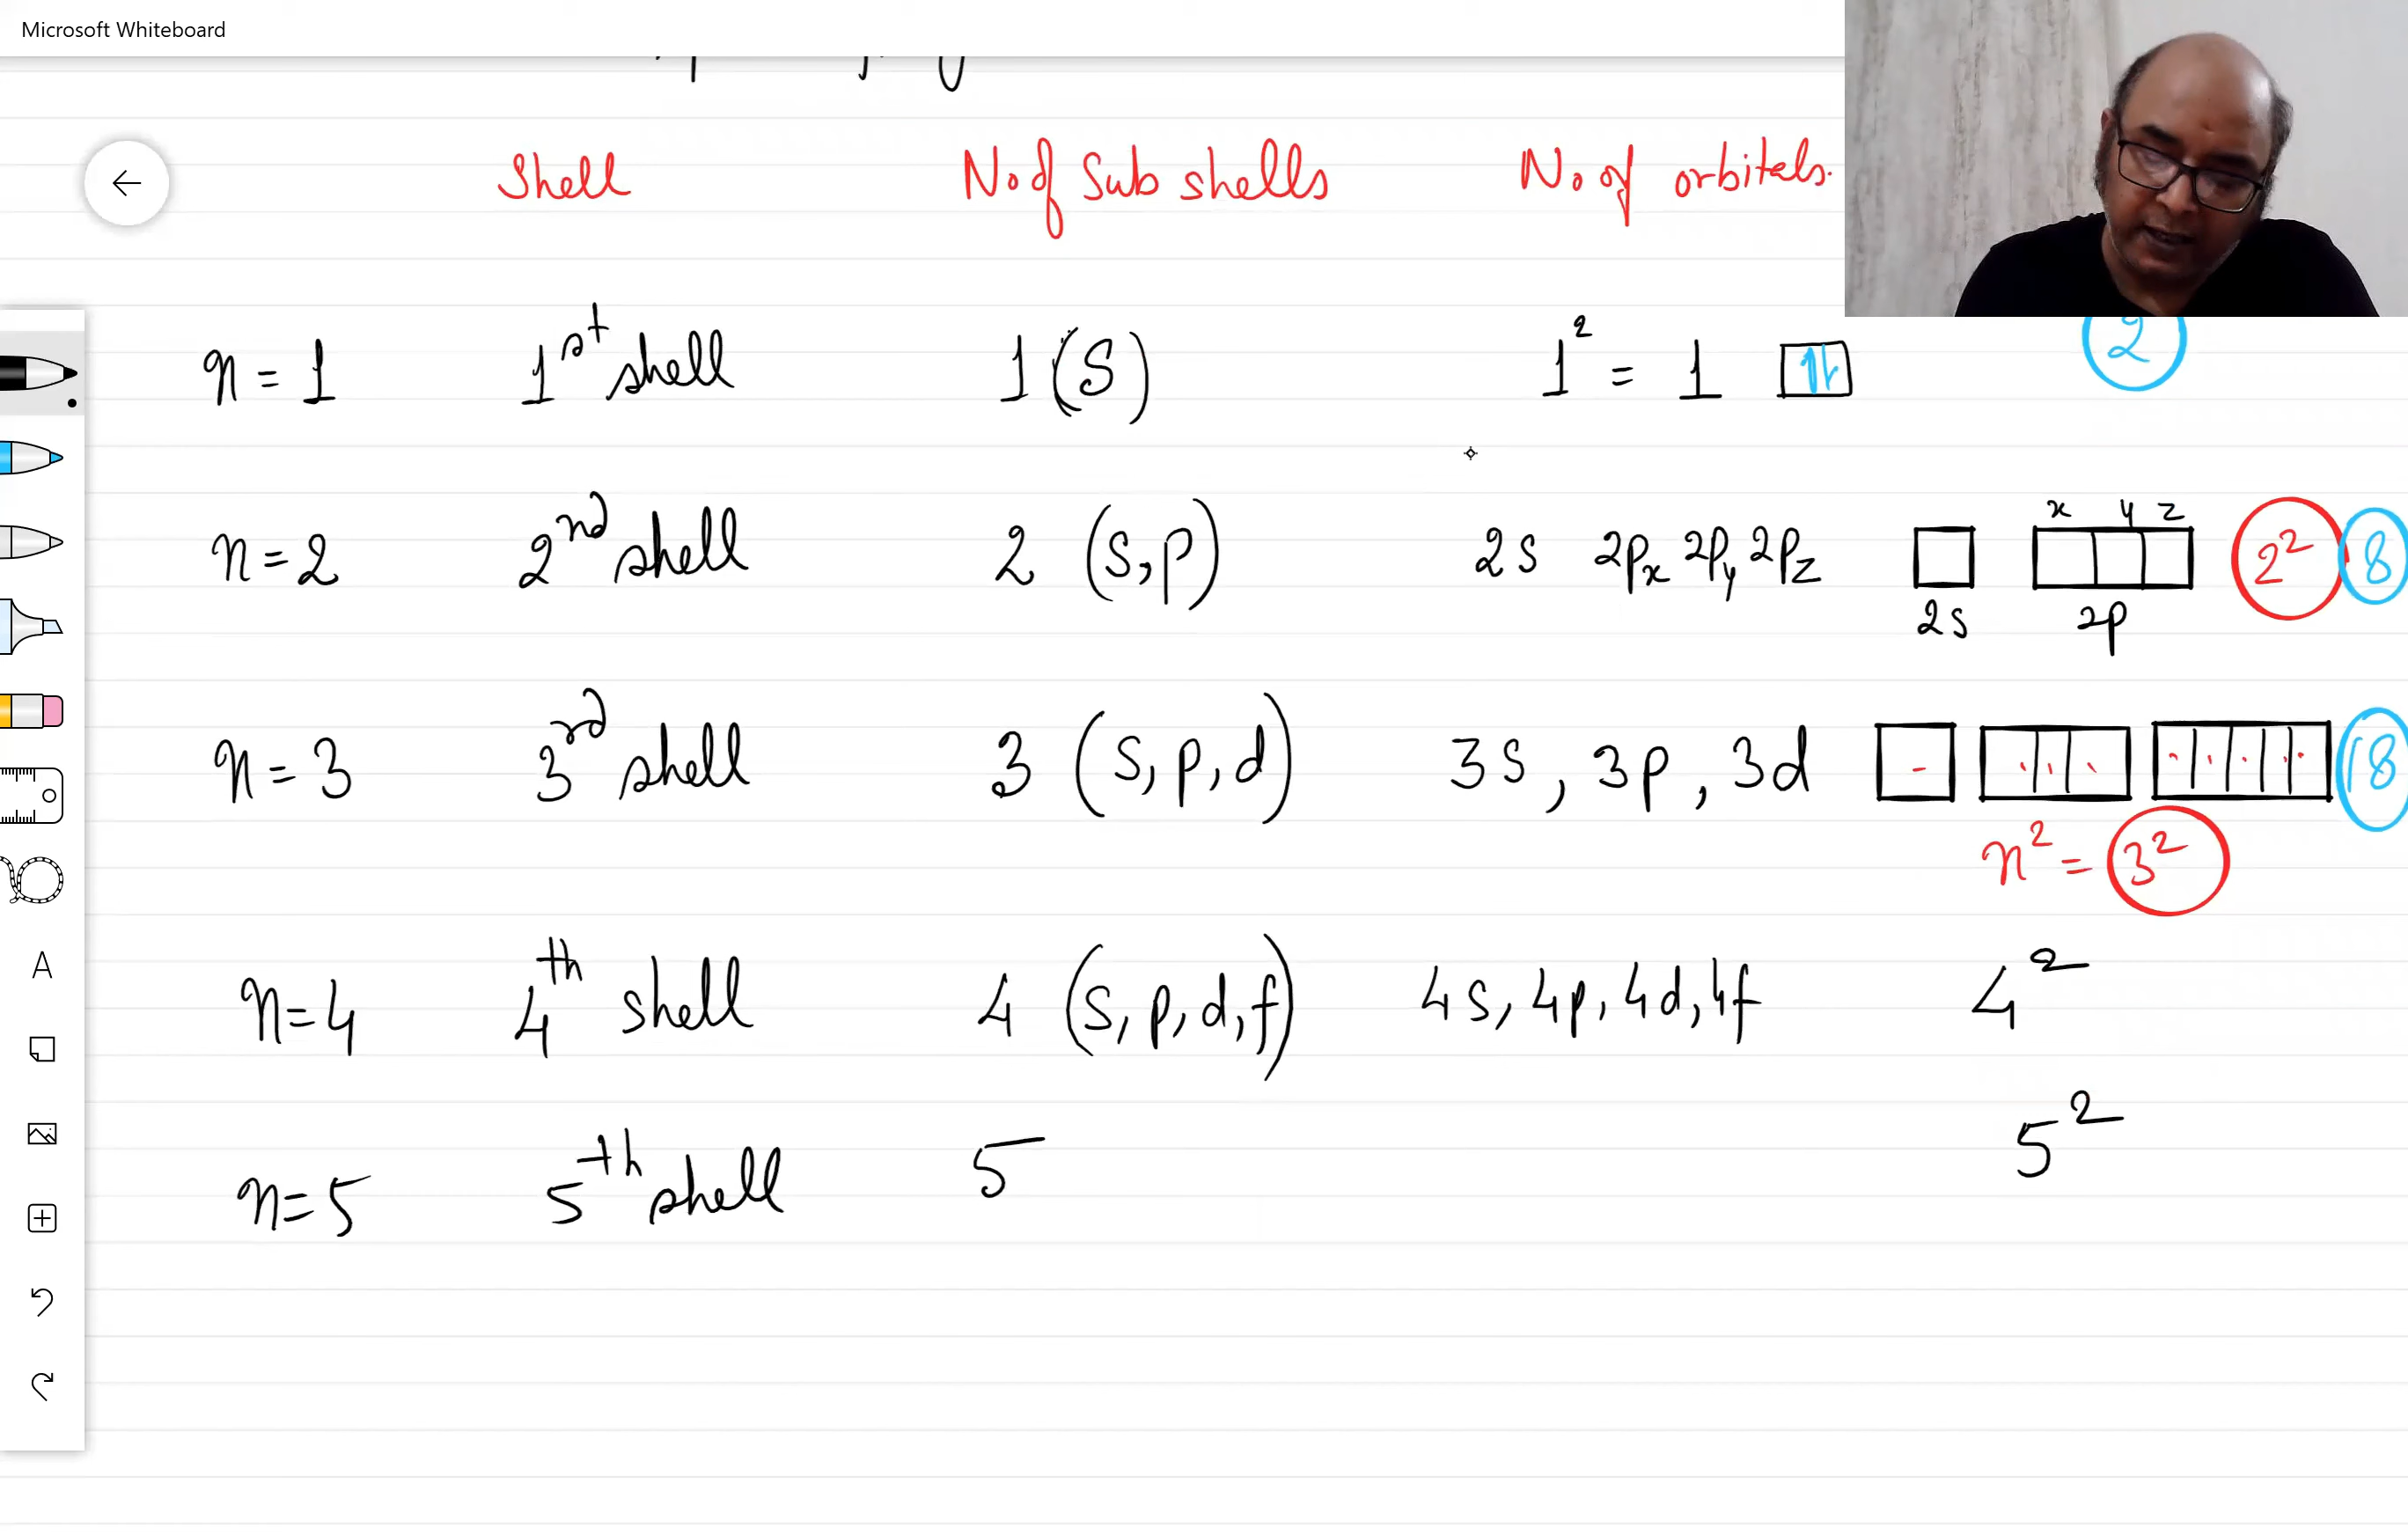 Microsoft Whiteboard
Shell No of Sub shells No of orbitals.
n = 1 1st shell 1 (S) 1² = 1 2
x y z
n = 2 2nd shell 2 (s,p) 2s 2px 2py 2pz 2² 8
2s 2p
n = 3 3rd shell 3 (s, p, d) 3s, 3p, 3d 18
n² = 3²
n=4 4th shell 4 (s, p, d, f) 4s, 4p, 4d, 4f 4²
n=5 5th shell 5 5²
A